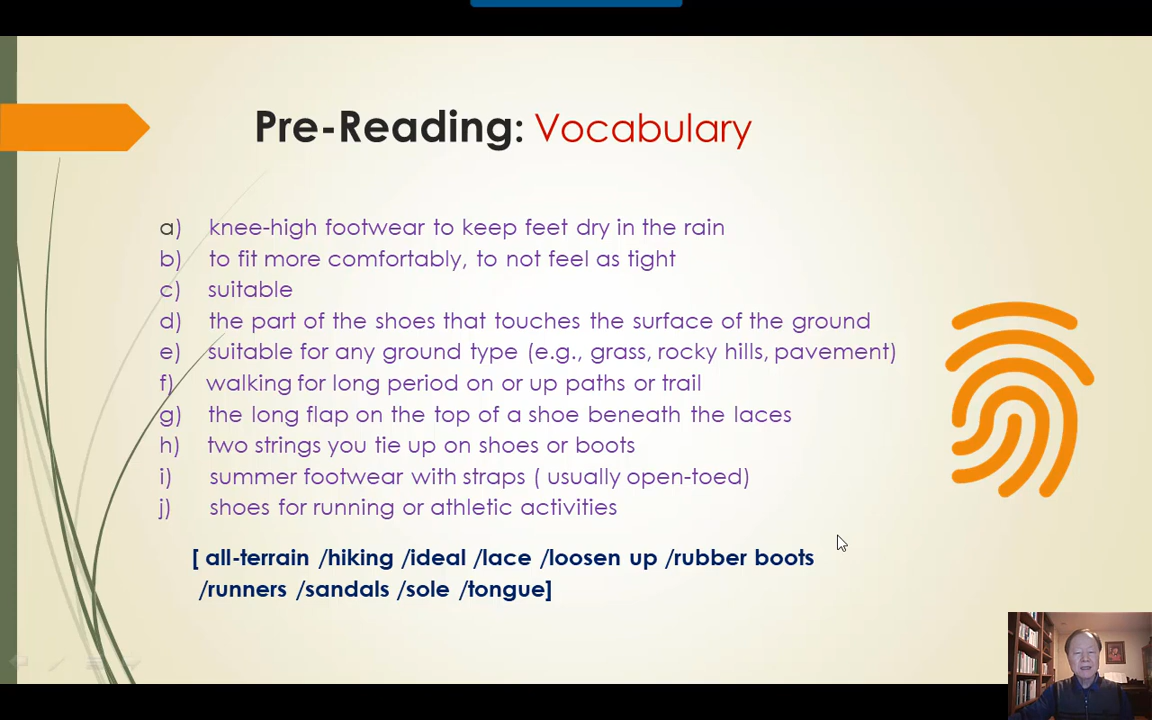 Pre-Reading: Vocabulary
a) knee-high footwear to keep feet dry in the rain
b) to fit more comfortably, to not feel as tight
c) suitable
d) the part of the shoes that touches the surface of the ground
e) suitable for any ground type (e.g., grass, rocky hills, pavement)
f) walking for long period on or up paths or trail
g) the long flap on the top of a shoe beneath the laces
h) two strings you tie up on shoes or boots
i) summer footwear with straps ( usually open-toed)
j) shoes for running or athletic activities
[ all-terrain /hiking /ideal /lace /loosen up /rubber boots
/runners /sandals /sole /tongue]